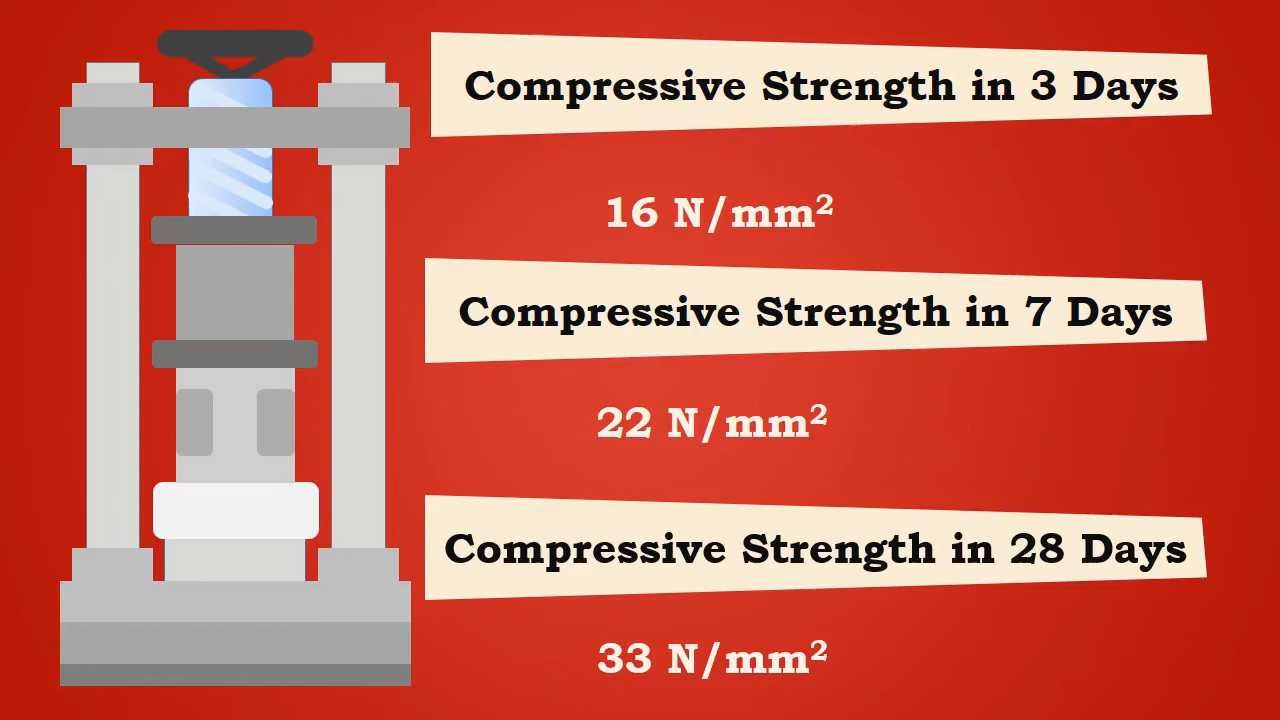 Compressive Strength in 3 Days
16 N/mm²
Compressive Strength in 7 Days
22 N/mm²
Compressive Strength in 28 Days
33 N/mm²